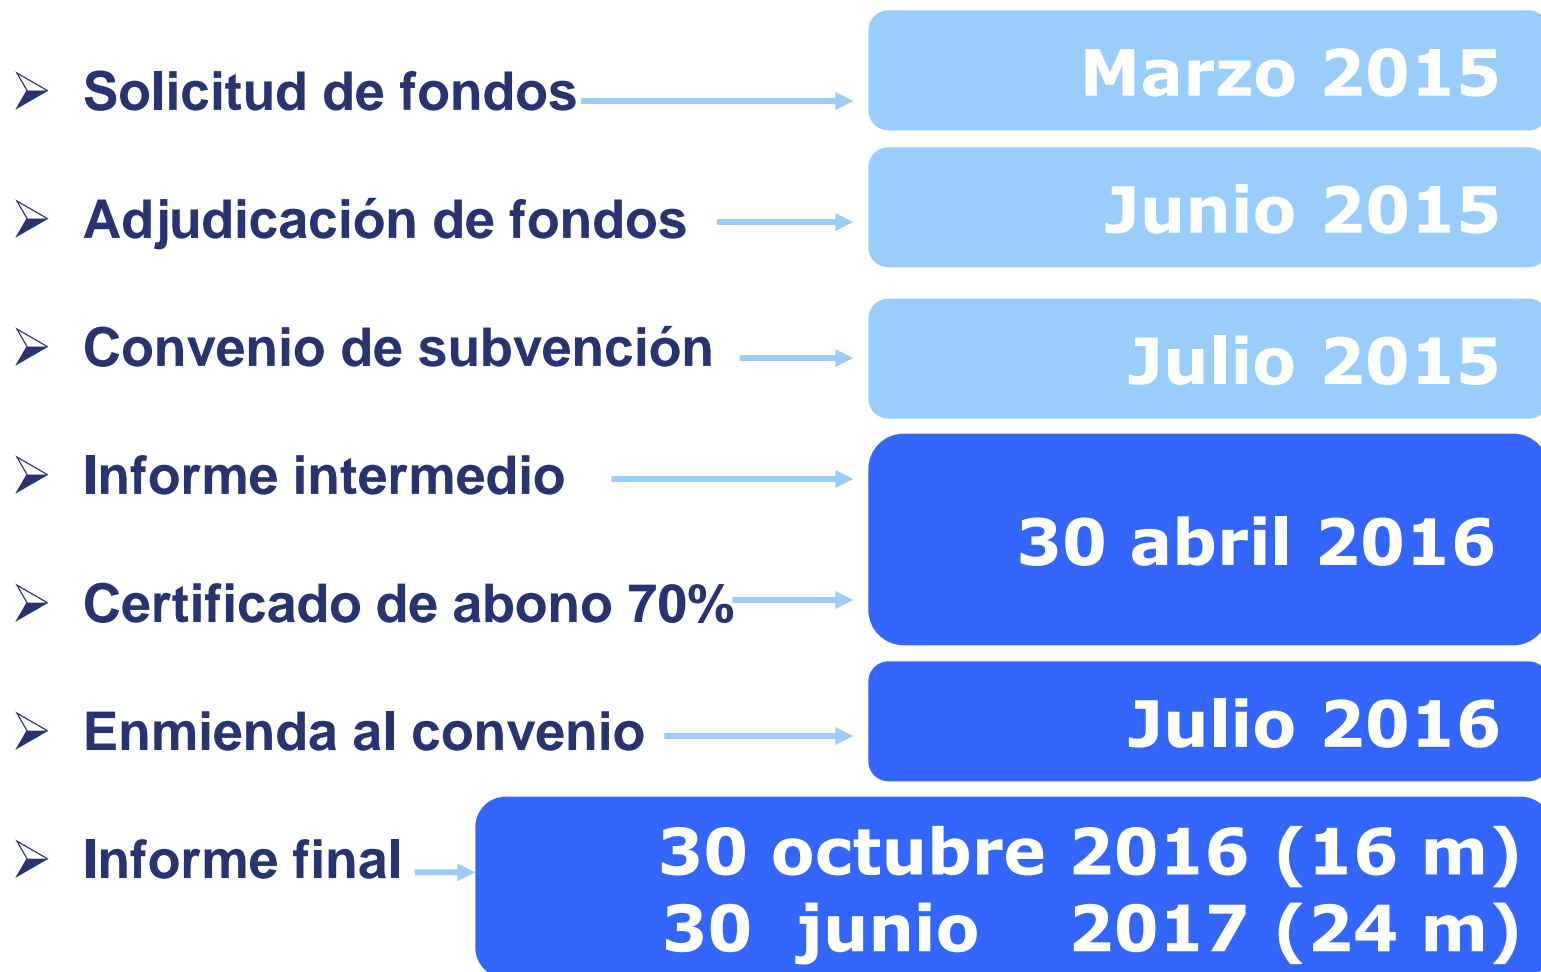 Solicitud de fondos
Marzo 2015
Adjudicación de fondos
Junio 2015
Convenio de subvención
Julio 2015
Informe intermedio
30 abril 2016
Certificado de abono 70%
Enmienda al convenio
Julio 2016
Informe final
30 octubre 2016 (16 m)
30 junio 2017 (24 m)